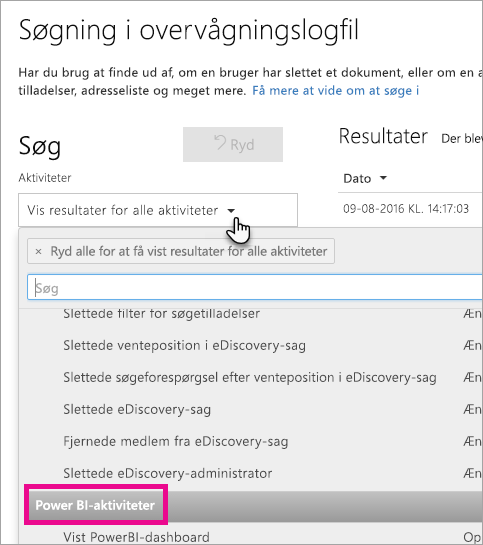 Søgning i overvågningslogfil
Har du brug at finde ud af, om en bruger har slettet et dokument, eller om en a
tilladelser, adresseliste og meget mere. Få mere at vide om at søge i
Søg
Ryd
Resultater Der blev
Aktiviteter
Dato
Vis resultater for alle aktiviteter
09-08-2016 KL. 14:17:03
× Ryd alle for at få vist resultater for alle aktiviteter
Søg
Slettede filter for søgetilladelser Æn
Slettede venteposition i eDiscovery-sag Æn
Slettede søgeforespørgsel efter venteposition i eDiscovery-sag Æn
Slettede eDiscovery-sag Æn
Fjernede medlem fra eDiscovery-sag Æn
Slettede eDiscovery-administrator Æn
Power BI-aktiviteter
Vist PowerBI-dashboard Op